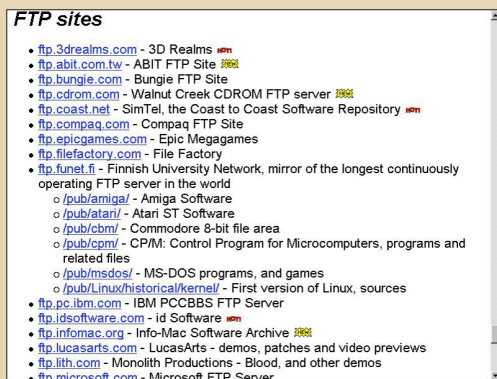 FTP sites
ftp.3drealms.com - 3D Realms HOT!
ftp.abit.com.tw - ABIT FTP Site
ftp.bungie.com - Bungie FTP Site
ftp.cdrom.com - Walnut Creek CDROM FTP server
ftp.coast.net - SimTel, the Coast to Coast Software Repository HOT!
ftp.compaq.com - Compaq FTP Site
ftp.epicgames.com - Epic Megagames
ftp.filefactory.com - File Factory
ftp.funet.fi - Finnish University Network, mirror of the longest continuously
operating FTP server in the world
/pub/amiga/ - Amiga Software
/pub/atari/ - Atari ST Software
/pub/cbm/ - Commodore 8-bit file area
/pub/cpm/ - CP/M: Control Program for Microcomputers, programs and
related files
/pub/msdos/ - MS-DOS programs, and games
/pub/Linux/historical/kernel/ - First version of Linux, sources
ftp.pc.ibm.com - IBM PCCBBS FTP Server
ftp.idsoftware.com - id Software HOT!
ftp.infomac.org - Info-Mac Software Archive
ftp.lucasarts.com - LucasArts - demos, patches and video previews
ftp.lith.com - Monolith Productions - Blood, and other demos
ftp.microsoft.com - Microsoft FTP Server